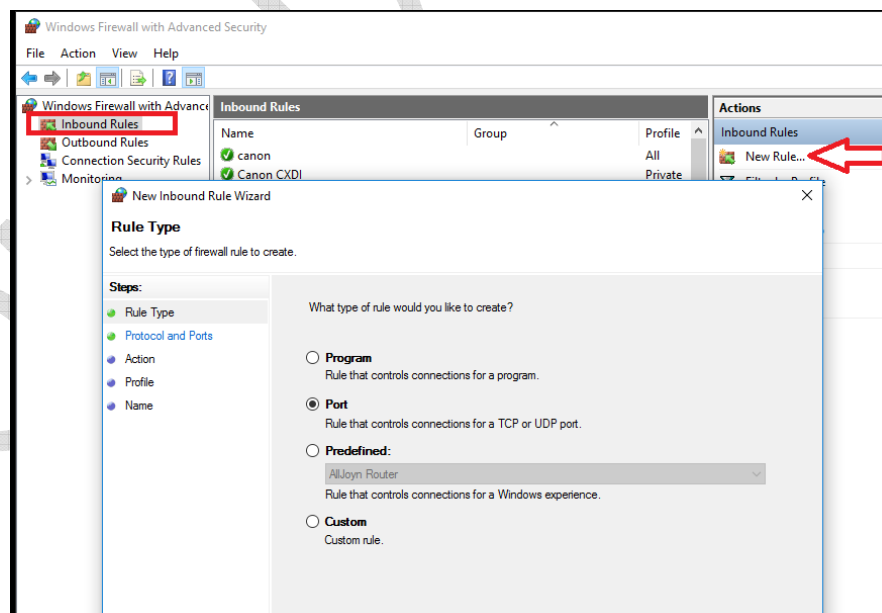 Windows Firewall with Advanced Security
File Action View Help
Windows Firewall with Advance
Inbound Rules
Outbound Rules
Connection Security Rules
Monitoring
Inbound Rules
Name Group Profile
canon All
Canon CXDI Private
Actions
Inbound Rules
New Rule...
Filter by Profile
New Inbound Rule Wizard
Rule Type
Select the type of firewall rule to create.
Steps:
Rule Type
Protocol and Ports
Action
Profile
Name
What type of rule would you like to create?
Program
Rule that controls connections for a program.
Port
Rule that controls connections for a TCP or UDP port.
Predefined:
AllJoyn Router
Rule that controls connections for a Windows experience.
Custom
Custom rule.